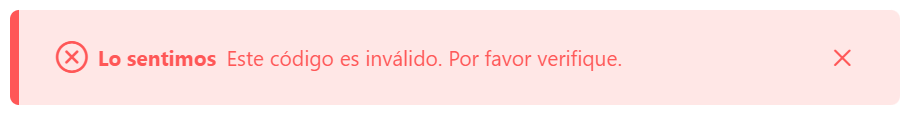 Lo sentimos Este código es inválido. Por favor verifique.